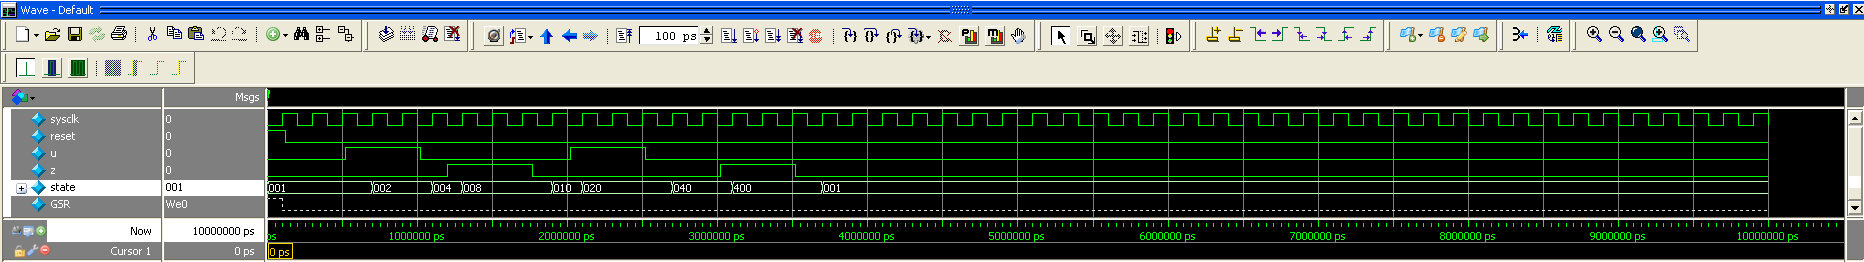 Wave - Default
100 ps
Msgs
sysclk 0
reset 0
u 0
z 0
state 001 001 002 004 008 010 020 040 400 001
GSR We0
Now 10000000 ps ps 1000000 ps 2000000 ps 3000000 ps 4000000 ps 5000000 ps 6000000 ps 7000000 ps 8000000 ps 9000000 ps 10000000 ps
Cursor 1 0 ps 0 ps